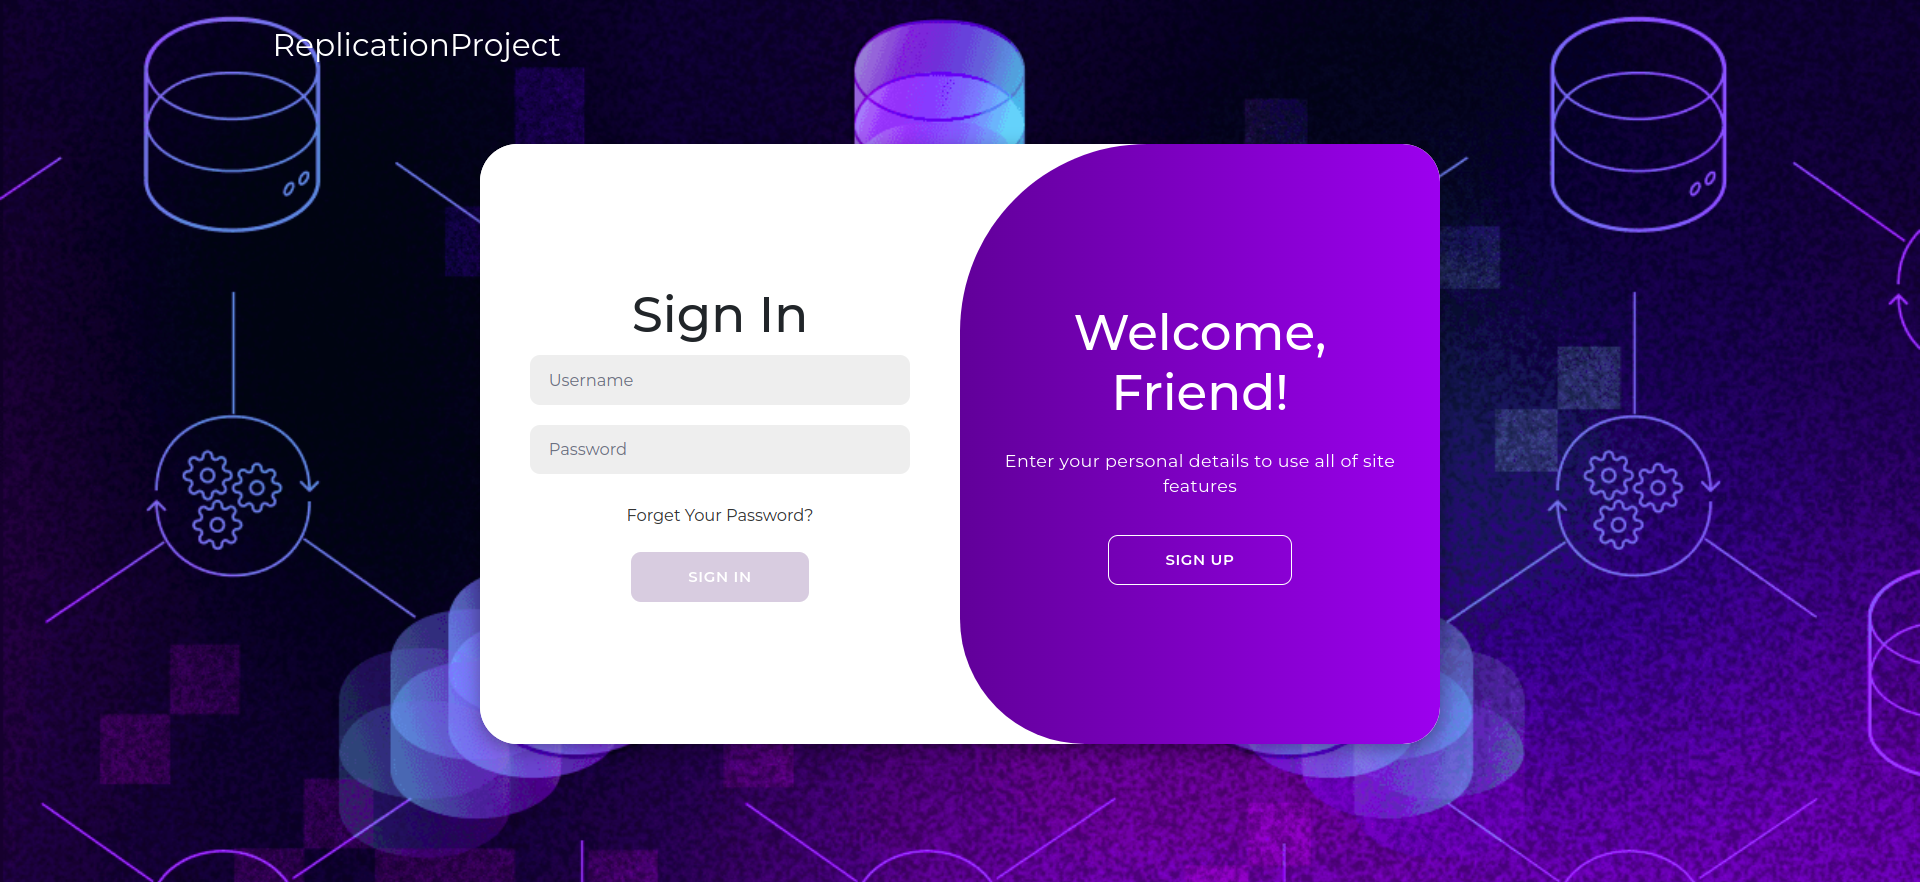 ReplicationProject
Sign In
Username
Password
Forget Your Password?
SIGN IN
Welcome,
Friend!
Enter your personal details to use all of site
features
SIGN UP